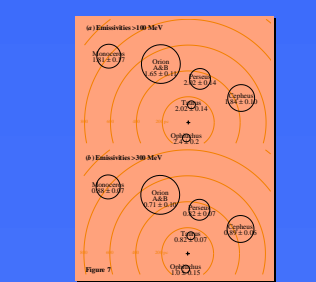 (a) Emissivities >100 MeV
Monoceros
1.81 ± 0.17
Orion
A&B
1.65 ± 0.11
Perseus
2.02 ± 0.14
Cepheus
1.84 ± 0.10
Taurus
2.02 ± 0.14
Ophiuchus
2.4 ± 0.2
(b) Emissivities >300 MeV
Monoceros
0.88 ± 0.07
Orion
A&B
0.71 ± 0.10
Perseus
0.82 ± 0.07
Cepheus
0.89 ± 0.06
Taurus
0.82 ± 0.07
Ophiuchus
1.0 ± 0.15
Figure 7